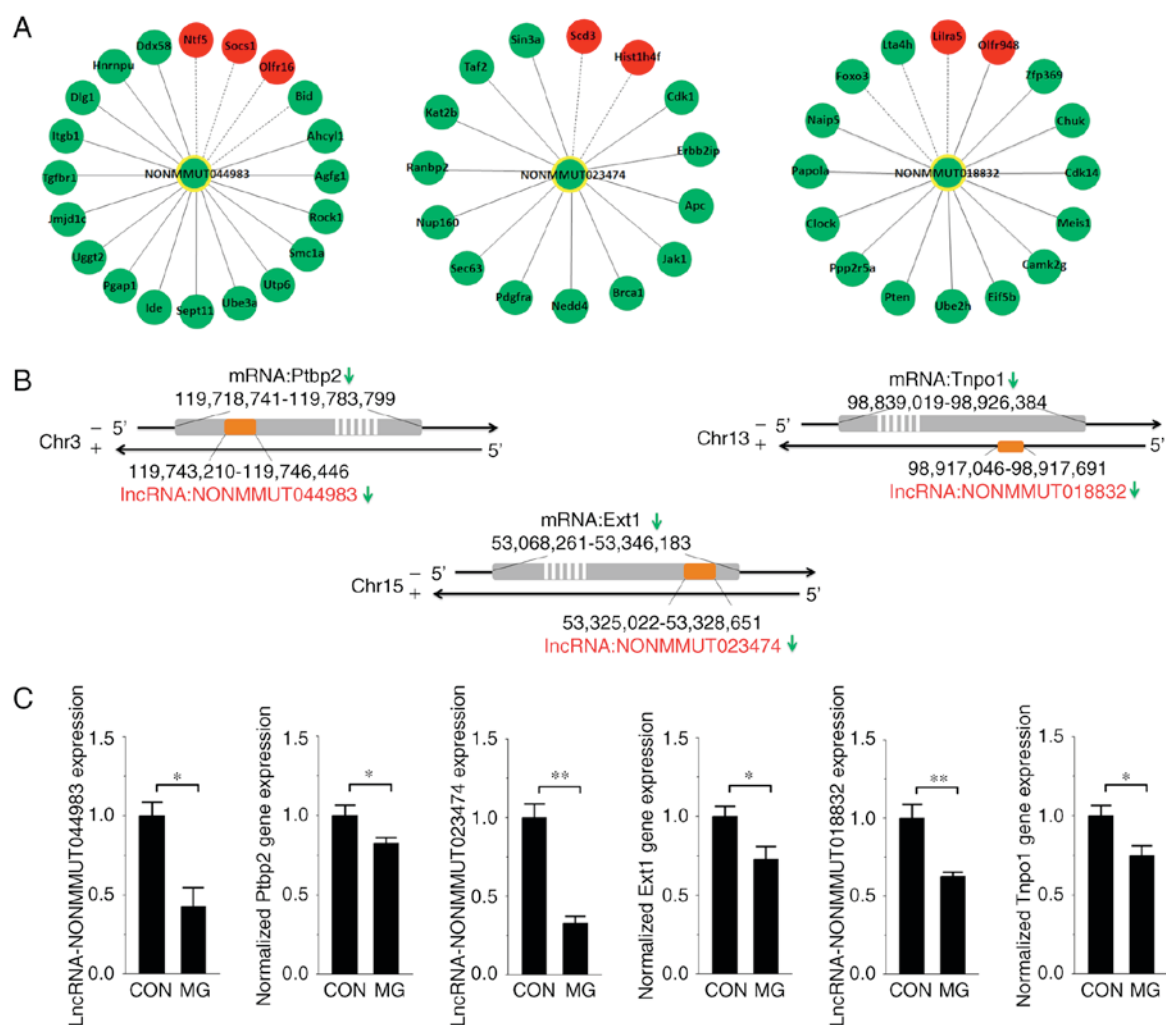 A
Ntf5
Socs1
Olfr16
Bid
Ahcyl1
Agfg1
Rock1
Smc1a
Utp6
Ube3a
Sept11
Ide
Pgap1
Uggt2
Jmjd1c
Tgfbr1
Itgb1
Dlg1
Hnrnpu
Ddx58
NONMMUT044983
Scd3
Hist1h4f
Cdk1
Erbb2ip
Apc
Jak1
Brca1
Nedd4
Pdgfra
Sec63
Nup160
Ranbp2
Kat2b
Taf2
Sin3a
NONMMUT023474
Lilra5
Olfr948
Zfp369
Chuk
Cdk14
Meis1
Camk2g
Eif5b
Ube2h
Pten
Ppp2r5a
Clock
Papola
Naip5
Foxo3
Lta4h
NONMMUT018832
B
mRNA:Ptbp2↓
119,718,741-119,783,799
Chr3
− 5'
+ 5'
119,743,210-119,746,446
lncRNA:NONMMUT044983↓
mRNA:Tnpo1↓
98,839,019-98,926,384
Chr13
− 5'
+ 5'
98,917,046-98,917,691
lncRNA:NONMMUT018832↓
mRNA:Ext1 ↓
53,068,261-53,346,183
Chr15
− 5'
+ 5'
53,325,022-53,328,651
lncRNA:NONMMUT023474 ↓
C
LncRNA-NONMMUT044983 expression
1.5
1.0
0.5
0.0
*
CON MG
Normalized Ptbp2 gene expression
1.5
1.0
0.5
0.0
*
CON MG
LncRNA-NONMMUT023474 expression
1.5
1.0
0.5
0.0
**
CON MG
Normalized Ext1 gene expression
1.5
1.0
0.5
0.0
*
CON MG
LncRNA-NONMMUT018832 expression
1.5
1.0
0.5
0.0
**
CON MG
Normalized Tnpo1 gene expression
1.5
1.0
0.5
0.0
*
CON MG